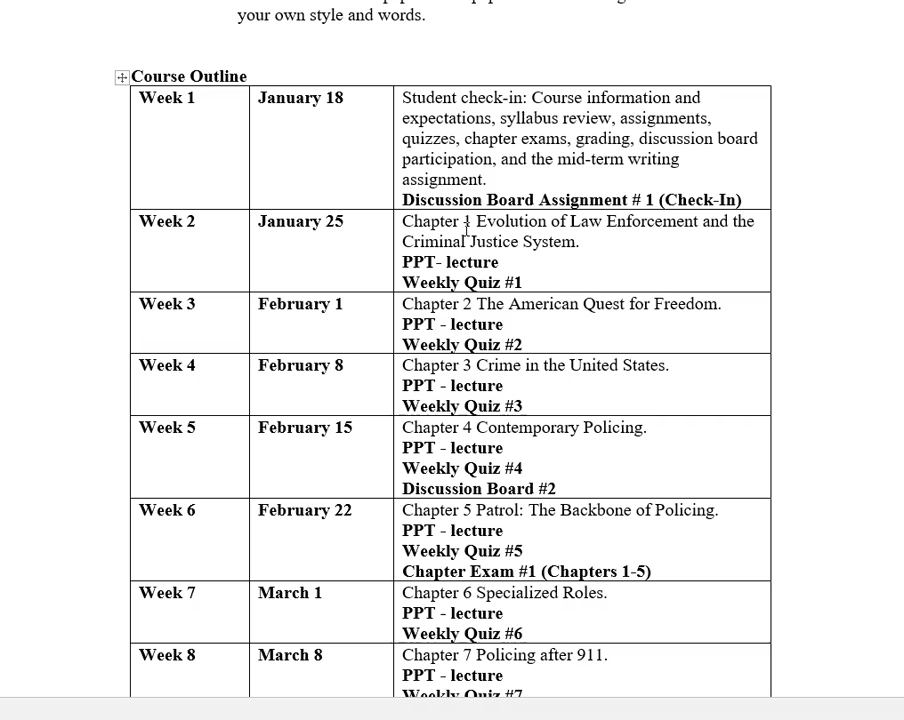 your own style and words.
Course Outline
Week 1 January 18 Student check-in: Course information and
expectations, syllabus review, assignments,
quizzes, chapter exams, grading, discussion board
participation, and the mid-term writing
assignment.
Discussion Board Assignment # 1 (Check-In)
Week 2 January 25 Chapter 1 Evolution of Law Enforcement and the
Criminal Justice System.
PPT- lecture
Weekly Quiz #1
Week 3 February 1 Chapter 2 The American Quest for Freedom.
PPT - lecture
Weekly Quiz #2
Week 4 February 8 Chapter 3 Crime in the United States.
PPT - lecture
Weekly Quiz #3
Week 5 February 15 Chapter 4 Contemporary Policing.
PPT - lecture
Weekly Quiz #4
Discussion Board #2
Week 6 February 22 Chapter 5 Patrol: The Backbone of Policing.
PPT - lecture
Weekly Quiz #5
Chapter Exam #1 (Chapters 1-5)
Week 7 March 1 Chapter 6 Specialized Roles.
PPT - lecture
Weekly Quiz #6
Week 8 March 8 Chapter 7 Policing after 911.
PPT - lecture
Weekly Quiz #7